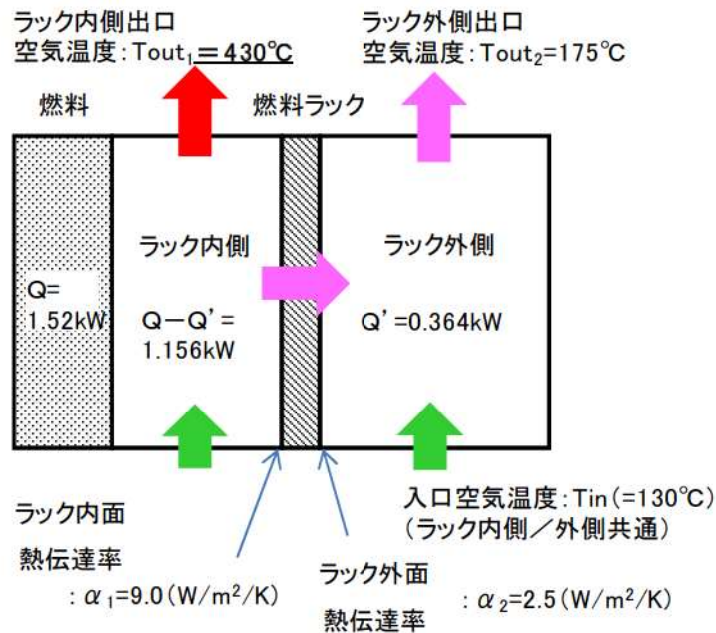 ラック内側出口
空気温度:Tout₁=430℃
ラック外側出口
空気温度:Tout₂=175℃
燃料
燃料ラック
ラック内側
ラック外側
Q=
1.52kW
Q-Q'=
1.156kW
Q'=0.364kW
入口空気温度:Tin(=130℃)
(ラック内側/外側共通)
ラック内面
熱伝達率
:α₁=9.0(W/m²/K)
ラック外面
熱伝達率
:α₂=2.5(W/m²/K)